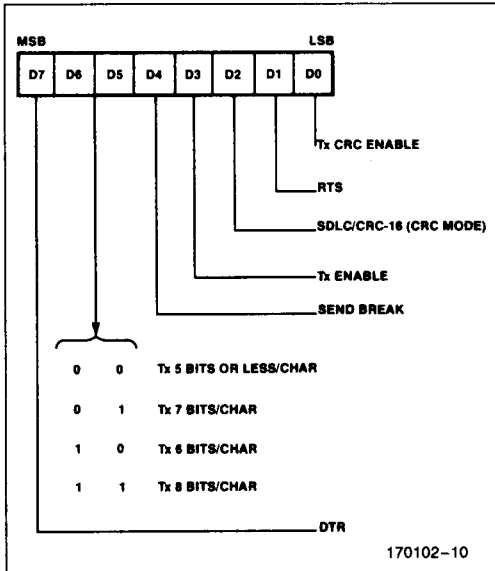 MSB LSB
D7 D6 D5 D4 D3 D2 D1 D0
Tx CRC ENABLE
RTS
SDLC/CRC-16 (CRC MODE)
Tx ENABLE
SEND BREAK
0 0 Tx 5 BITS OR LESS/CHAR
0 1 Tx 7 BITS/CHAR
1 0 Tx 6 BITS/CHAR
1 1 Tx 8 BITS/CHAR
DTR
170102-10